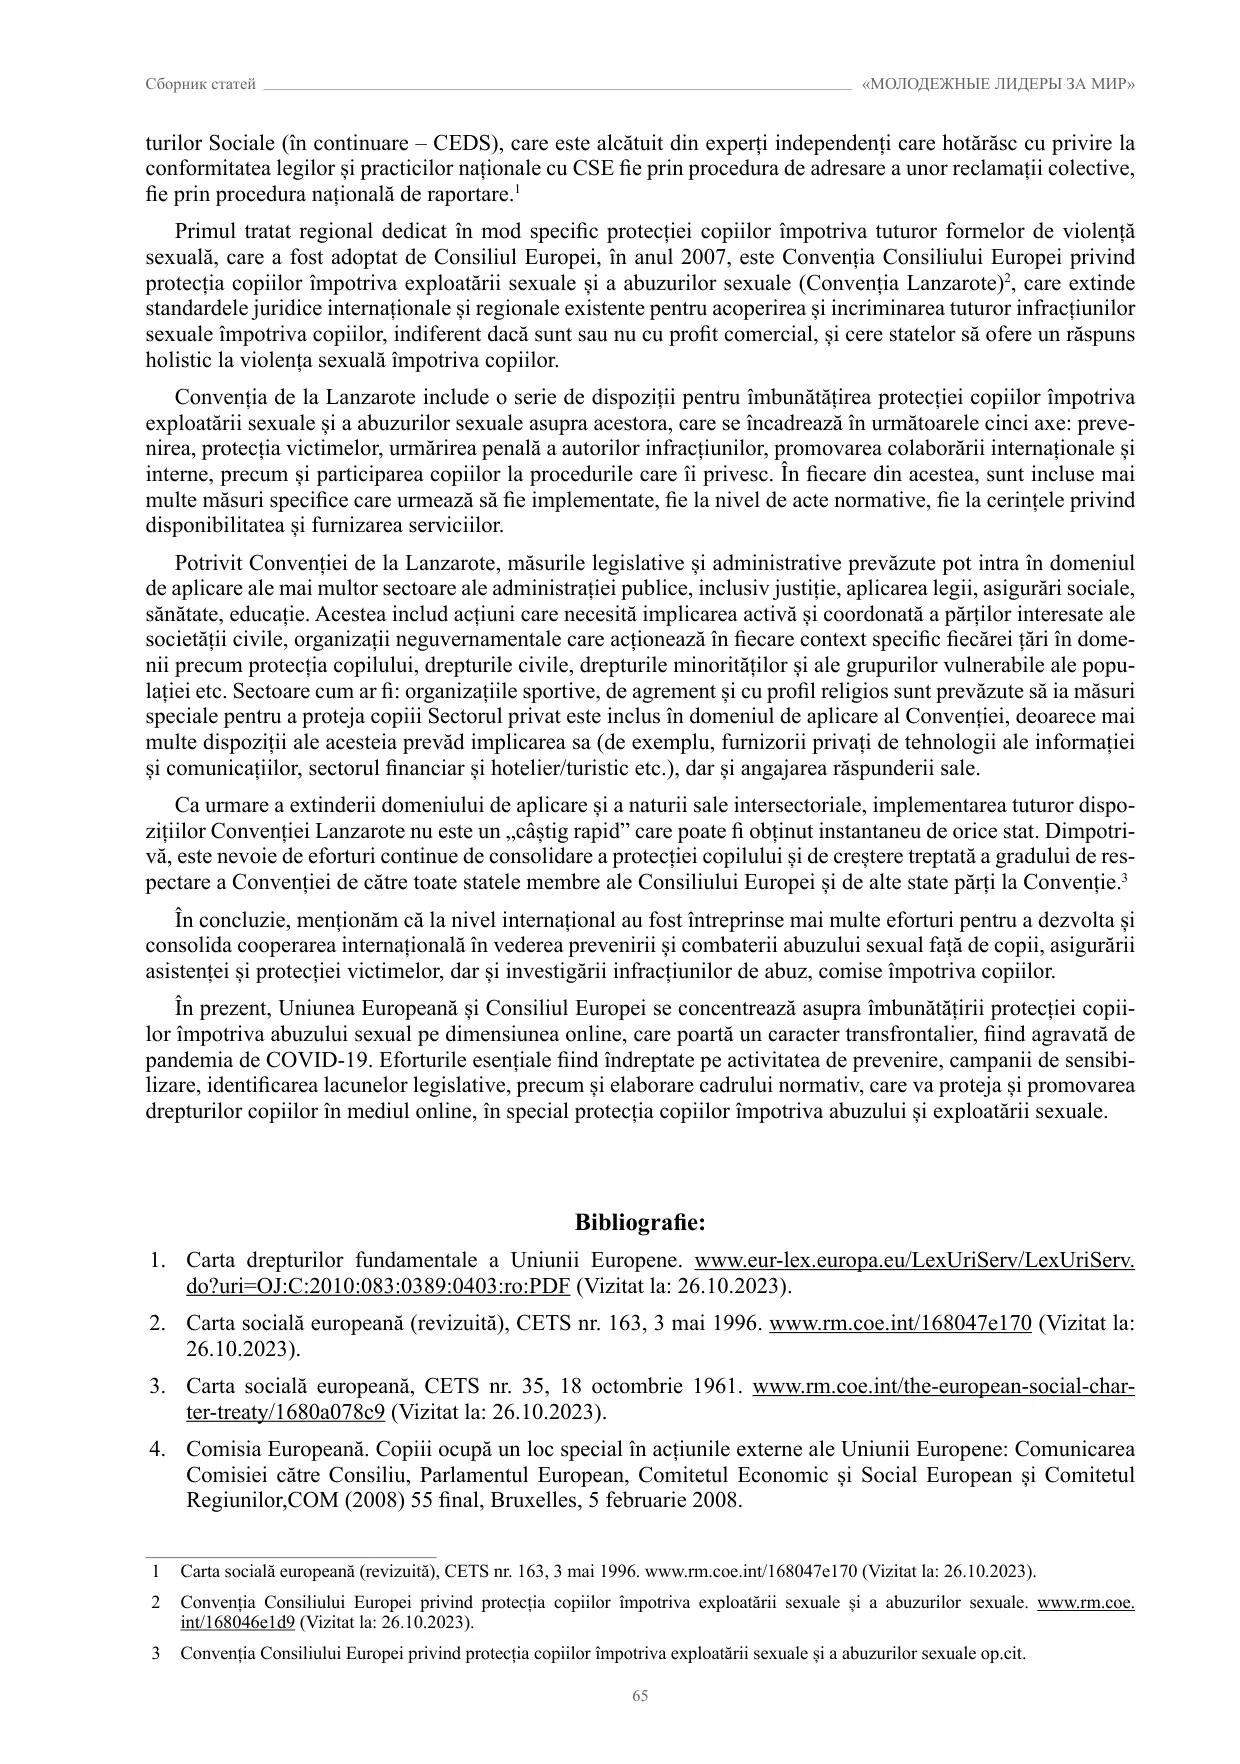 Сборник статей «МОЛОДЕЖНЫЕ ЛИДЕРЫ ЗА МИР»
turilor Sociale (în continuare – CEDS), care este alcătuit din experți independenți care hotărăsc cu privire la
conformitatea legilor și practicilor naționale cu CSE fie prin procedura de adresare a unor reclamații colective,
fie prin procedura națională de raportare.1
Primul tratat regional dedicat în mod specific protecției copiilor împotriva tuturor formelor de violență
sexuală, care a fost adoptat de Consiliul Europei, în anul 2007, este Convenția Consiliului Europei privind
protecția copiilor împotriva exploatării sexuale și a abuzurilor sexuale (Convenția Lanzarote)2, care extinde
standardele juridice internaționale și regionale existente pentru acoperirea și incriminarea tuturor infracțiunilor
sexuale împotriva copiilor, indiferent dacă sunt sau nu cu profit comercial, și cere statelor să ofere un răspuns
holistic la violența sexuală împotriva copiilor.
Convenția de la Lanzarote include o serie de dispoziții pentru îmbunătățirea protecției copiilor împotriva
exploatării sexuale și a abuzurilor sexuale asupra acestora, care se încadrează în următoarele cinci axe: preve-
nirea, protecția victimelor, urmărirea penală a autorilor infracțiunilor, promovarea colaborării internaționale și
interne, precum și participarea copiilor la procedurile care îi privesc. În fiecare din acestea, sunt incluse mai
multe măsuri specifice care urmează să fie implementate, fie la nivel de acte normative, fie la cerințele privind
disponibilitatea și furnizarea serviciilor.
Potrivit Convenției de la Lanzarote, măsurile legislative și administrative prevăzute pot intra în domeniul
de aplicare ale mai multor sectoare ale administrației publice, inclusiv justiție, aplicarea legii, asigurări sociale,
sănătate, educație. Acestea includ acțiuni care necesită implicarea activă și coordonată a părților interesate ale
societății civile, organizații neguvernamentale care acționează în fiecare context specific fiecărei țări în dome-
nii precum protecția copilului, drepturile civile, drepturile minorităților și ale grupurilor vulnerabile ale popu-
lației etc. Sectoare cum ar fi: organizațiile sportive, de agrement și cu profil religios sunt prevăzute să ia măsuri
speciale pentru a proteja copiii Sectorul privat este inclus în domeniul de aplicare al Convenției, deoarece mai
multe dispoziții ale acesteia prevăd implicarea sa (de exemplu, furnizorii privați de tehnologii ale informației
și comunicațiilor, sectorul financiar și hotelier/turistic etc.), dar și angajarea răspunderii sale.
Ca urmare a extinderii domeniului de aplicare și a naturii sale intersectoriale, implementarea tuturor dispo-
zițiilor Convenției Lanzarote nu este un „câștig rapid” care poate fi obținut instantaneu de orice stat. Dimpotri-
vă, este nevoie de eforturi continue de consolidare a protecției copilului și de creștere treptată a gradului de res-
pectare a Convenției de către toate statele membre ale Consiliului Europei și de alte state părți la Convenție.3
În concluzie, menționăm că la nivel internațional au fost întreprinse mai multe eforturi pentru a dezvolta și
consolida cooperarea internațională în vederea prevenirii și combaterii abuzului sexual față de copii, asigurării
asistenței și protecției victimelor, dar și investigării infracțiunilor de abuz, comise împotriva copiilor.
În prezent, Uniunea Europeană și Consiliul Europei se concentrează asupra îmbunătățirii protecției copii-
lor împotriva abuzului sexual pe dimensiunea online, care poartă un caracter transfrontalier, fiind agravată de
pandemia de COVID-19. Eforturile esențiale fiind îndreptate pe activitatea de prevenire, campanii de sensibi-
lizare, identificarea lacunelor legislative, precum și elaborare cadrului normativ, care va proteja și promovarea
drepturilor copiilor în mediul online, în special protecția copiilor împotriva abuzului și exploatării sexuale.
Bibliografie:
1. Carta drepturilor fundamentale a Uniunii Europene. www.eur-lex.europa.eu/LexUriServ/LexUriServ.
do?uri=OJ:C:2010:083:0389:0403:ro:PDF (Vizitat la: 26.10.2023).
2. Carta socială europeană (revizuită), CETS nr. 163, 3 mai 1996. www.rm.coe.int/168047e170 (Vizitat la:
26.10.2023).
3. Carta socială europeană, CETS nr. 35, 18 octombrie 1961. www.rm.coe.int/the-european-social-char-
ter-treaty/1680a078c9 (Vizitat la: 26.10.2023).
4. Comisia Europeană. Copiii ocupă un loc special în acțiunile externe ale Uniunii Europene: Comunicarea
Comisiei către Consiliu, Parlamentul European, Comitetul Economic și Social European și Comitetul
Regiunilor,COM (2008) 55 final, Bruxelles, 5 februarie 2008.
1 Carta socială europeană (revizuită), CETS nr. 163, 3 mai 1996. www.rm.coe.int/168047e170 (Vizitat la: 26.10.2023).
2 Convenția Consiliului Europei privind protecția copiilor împotriva exploatării sexuale și a abuzurilor sexuale. www.rm.coe.
int/168046e1d9 (Vizitat la: 26.10.2023).
3 Convenția Consiliului Europei privind protecția copiilor împotriva exploatării sexuale și a abuzurilor sexuale op.cit.
65